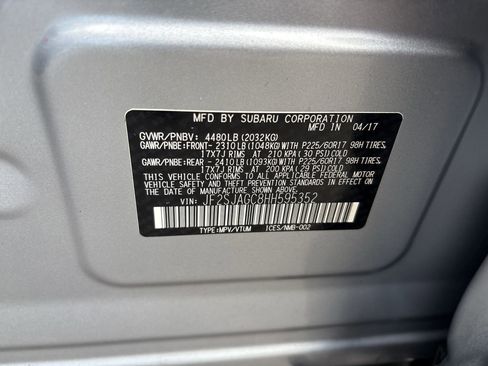 MFD BY SUBARU CORPORATION
MFD IN 04/17
GVWR/PNBV: 4480LB(2032KG)
GAWR/PNBE:FRONT-2310LB(1048KG)WITH P225/60R17 98H TIRES,
17X7J RIMS AT 210 KPA(30 PSI)COLD
GAWR/PNBE:REAR -2410LB(1093KG)WITH P225/60R17 98H TIRES,
17X7J RIMS AT 200 KPA(29 PSI)COLD
THIS VEHICLE CONFORMS TO ALL APPLICABLE FEDERAL MOTOR
VEHICLE SAFETY AND THEFT PREVENTION STANDARDS IN EFFECT ON
THE DATE OF MANUFACTURE SHOWN ABOVE
VIN: JF2SJAGC8HH595352
TYPE:MPV/VTUM ICES/NMB-002